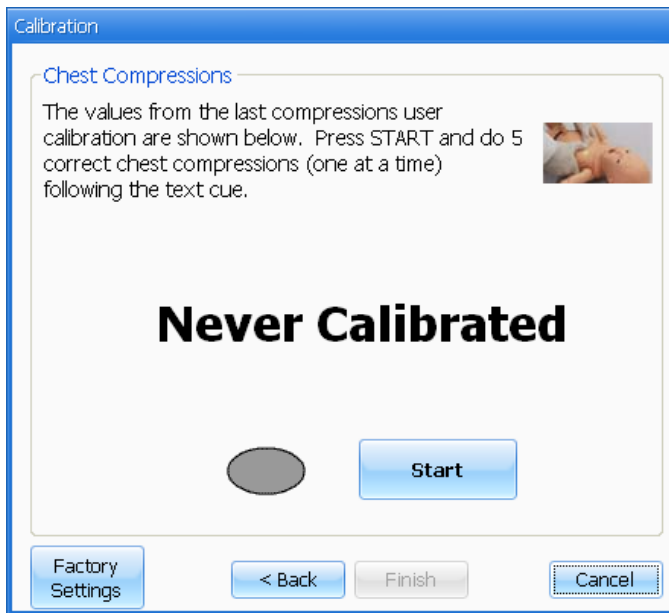 Calibration
Chest Compressions
The values from the last compressions user
calibration are shown below. Press START and do 5
correct chest compressions (one at a time)
following the text cue.
Never Calibrated
Start
Factory
Settings
< Back
Finish
Cancel